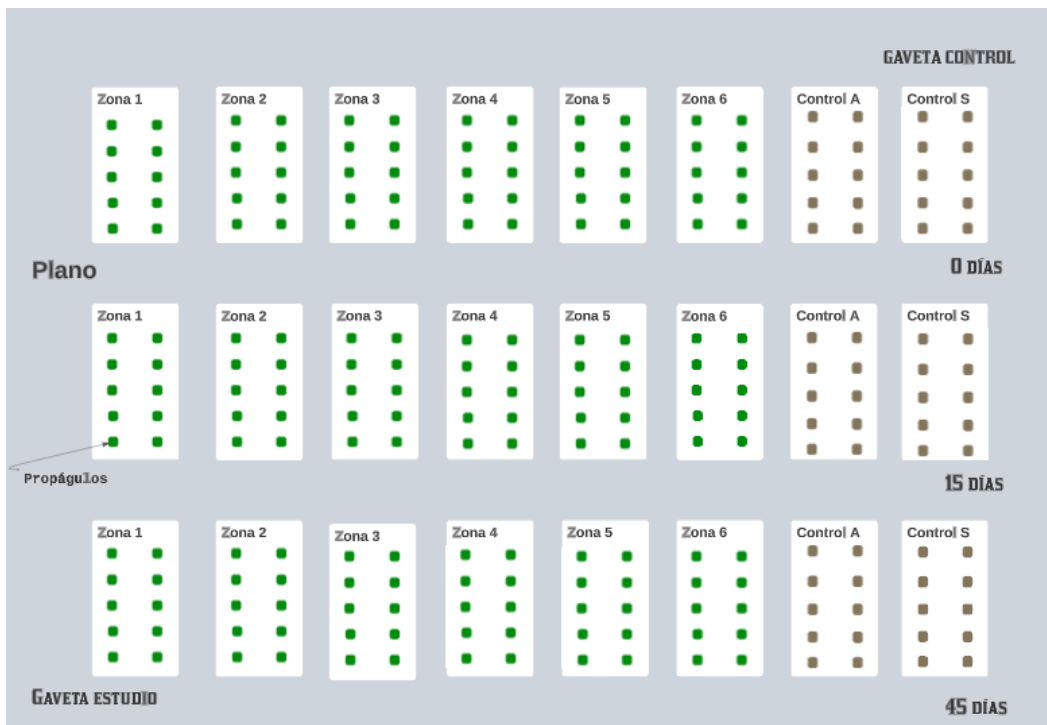 GAVETA CONTROL
Zona 1 Zona 2 Zona 3 Zona 4 Zona 5 Zona 6 Control A Control S
Plano
0 DÍAS
Zona 1 Zona 2 Zona 3 Zona 4 Zona 5 Zona 6 Control A Control S
Propágulos
15 DÍAS
Zona 1 Zona 2 Zona 3 Zona 4 Zona 5 Zona 6 Control A Control S
GAVETA ESTUDIO
45 DÍAS